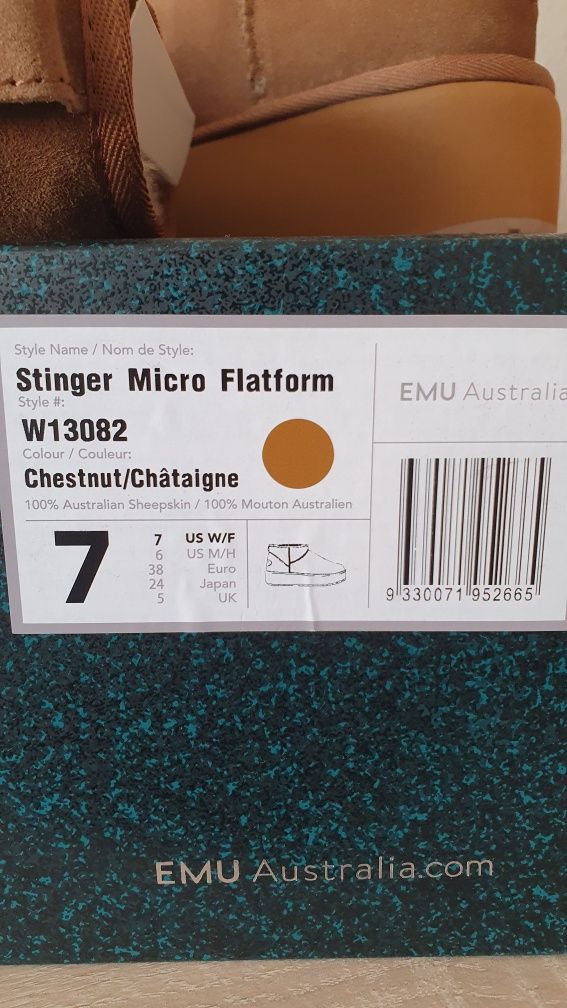 Style Name / Nom de Style:
Stinger Micro Flatform
Style #:
W13082
Colour / Couleur:
Chestnut/Châtaigne
100% Australian Sheepskin / 100% Mouton Australien
7
7 US W/F
6 US M/H
38 Euro
24 Japan
5 UK
EMU Australia
9 330071 952665
EMU Australia.com